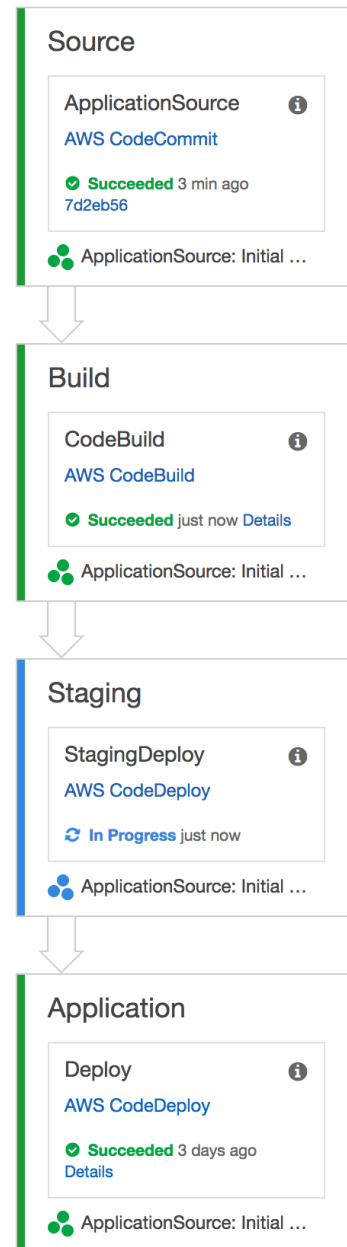 Source
ApplicationSource
AWS CodeCommit
Succeeded 3 min ago
7d2eb56
ApplicationSource: Initial ...
Build
CodeBuild
AWS CodeBuild
Succeeded just now Details
ApplicationSource: Initial ...
Staging
StagingDeploy
AWS CodeDeploy
In Progress just now
ApplicationSource: Initial ...
Application
Deploy
AWS CodeDeploy
Succeeded 3 days ago
Details
ApplicationSource: Initial ...